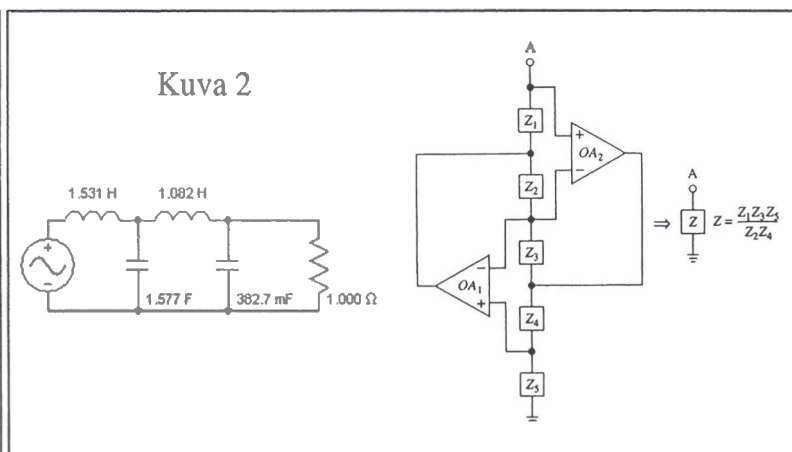 Kuva 2
1.531 H
1.082 H
1.577 F
382.7 mF
1.000 Ω
+
−
A
Z1
Z2
Z3
Z4
Z5
+
−
OA2
−
+
OA1
A
⇒
Z
Z = Z1Z3Z5
Z2Z4